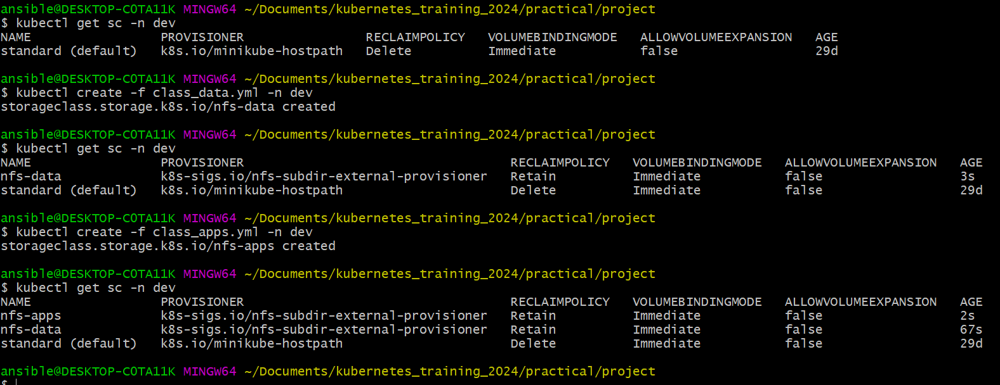 ansible@DESKTOP-C0TA11K MINGW64 ~/Documents/kubernetes_training_2024/practical/project
$ kubectl get sc -n dev
NAME PROVISIONER RECLAIMPOLICY VOLUMEBINDINGMODE ALLOWVOLUMEEXPANSION AGE
standard (default) k8s.io/minikube-hostpath Delete Immediate false 29d
ansible@DESKTOP-C0TA11K MINGW64 ~/Documents/kubernetes_training_2024/practical/project
$ kubectl create -f class_data.yml -n dev
storageclass.storage.k8s.io/nfs-data created
ansible@DESKTOP-C0TA11K MINGW64 ~/Documents/kubernetes_training_2024/practical/project
$ kubectl get sc -n dev
NAME PROVISIONER RECLAIMPOLICY VOLUMEBINDINGMODE ALLOWVOLUMEEXPANSION AGE
nfs-data k8s-sigs.io/nfs-subdir-external-provisioner Retain Immediate false 3s
standard (default) k8s.io/minikube-hostpath Delete Immediate false 29d
ansible@DESKTOP-C0TA11K MINGW64 ~/Documents/kubernetes_training_2024/practical/project
$ kubectl create -f class_apps.yml -n dev
storageclass.storage.k8s.io/nfs-apps created
ansible@DESKTOP-C0TA11K MINGW64 ~/Documents/kubernetes_training_2024/practical/project
$ kubectl get sc -n dev
NAME PROVISIONER RECLAIMPOLICY VOLUMEBINDINGMODE ALLOWVOLUMEEXPANSION AGE
nfs-apps k8s-sigs.io/nfs-subdir-external-provisioner Retain Immediate false 2s
nfs-data k8s-sigs.io/nfs-subdir-external-provisioner Retain Immediate false 67s
standard (default) k8s.io/minikube-hostpath Delete Immediate false 29d
ansible@DESKTOP-C0TA11K MINGW64 ~/Documents/kubernetes_training_2024/practical/project
$